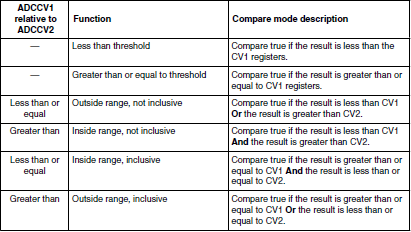 ADCCV1
relative to
ADCCV2
Function
Compare mode description
—
Less than threshold
Compare true if the result is less than the
CV1 registers.
—
Greater than or equal to threshold
Compare true if the result is greater than or
equal to CV1 registers.
Less than or
equal
Outside range, not inclusive
Compare true if the result is less than CV1
Or the result is greater than CV2.
Greater than
Inside range, not inclusive
Compare true if the result is less than CV1
And the result is greater than CV2.
Less than or
equal
Inside range, inclusive
Compare true if the result is greater than or
equal to CV1 And the result is less than or
equal to CV2.
Greater than
Outside range, inclusive
Compare true if the result is greater than or
equal to CV1 Or the result is less than or
equal to CV2.